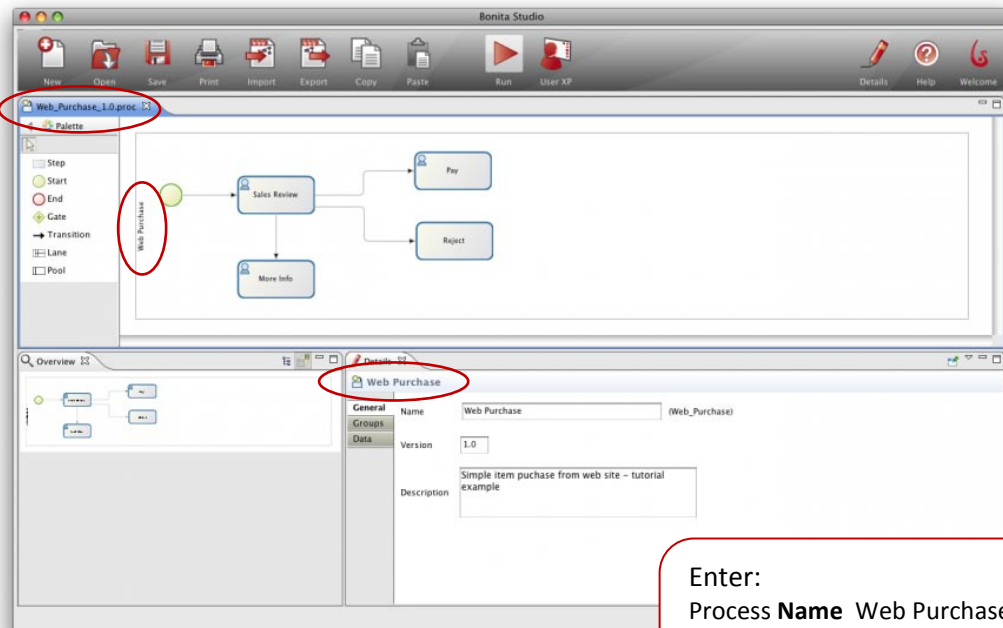 Bonita Studio
New Open Save Print Import Export Copy Paste Run User XP Details Help Welcome
Web_Purchase_1.0.proc
Palette
Step
Start
End
Gate
Transition
Lane
Pool
Web Purchase
Sales Review
Pay
Reject
More Info
Overview
Details
Web Purchase
General
Groups
Data
Name Web Purchase (Web_Purchase)
Version 1.0
Description Simple item puchase from web site - tutorial
example
Enter:
Process Name Web Purchase